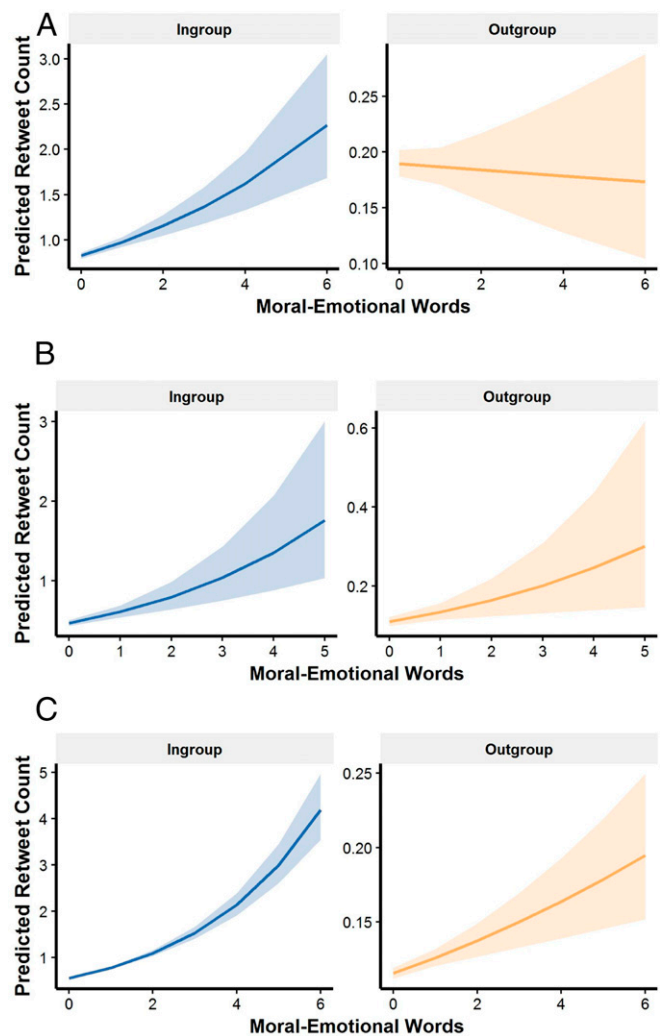 A
Ingroup
Outgroup
Predicted Retweet Count
3.0
2.5
2.0
1.5
1.0
0 2 4 6
0.25
0.20
0.15
0.10
0 2 4 6
Moral-Emotional Words
B
Ingroup
Outgroup
Predicted Retweet Count
3
2
1
0 1 2 3 4 5
0.6
0.4
0.2
0 1 2 3 4 5
Moral-Emotional Words
C
Ingroup
Outgroup
Predicted Retweet Count
5
4
3
2
1
0 2 4 6
0.25
0.20
0.15
0 2 4 6
Moral-Emotional Words